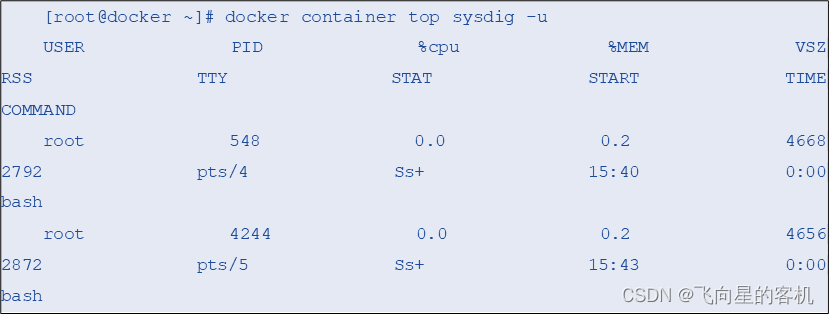 [root@docker ~]# docker container top sysdig -u
USER PID %cpu %MEM VSZ
RSS TTY STAT START TIME
COMMAND
root 548 0.0 0.2 4668
2792 pts/4 Ss+ 15:40 0:00
bash
root 4244 0.0 0.2 4656
2872 pts/5 Ss+ 15:43 0:00
bash
CSDN @飞向星的客机